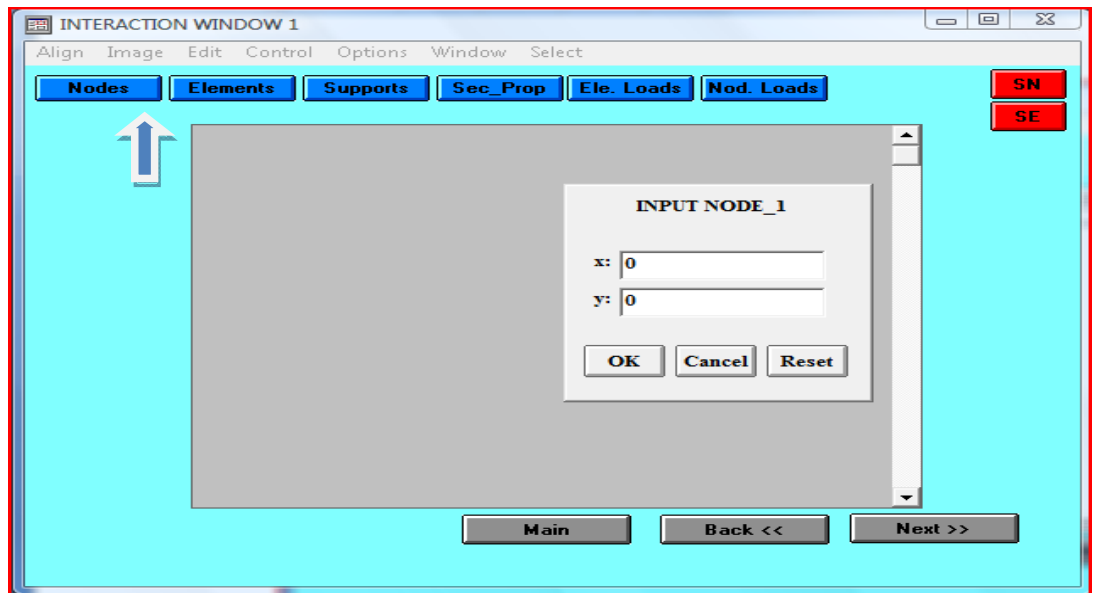 INTERACTION WINDOW 1
Align Image Edit Control Options Window Select
Nodes Elements Supports Sec_Prop Ele. Loads Nod. Loads SN
SE
INPUT NODE_1
x: 0
y: 0
OK Cancel Reset
Main Back << Next >>